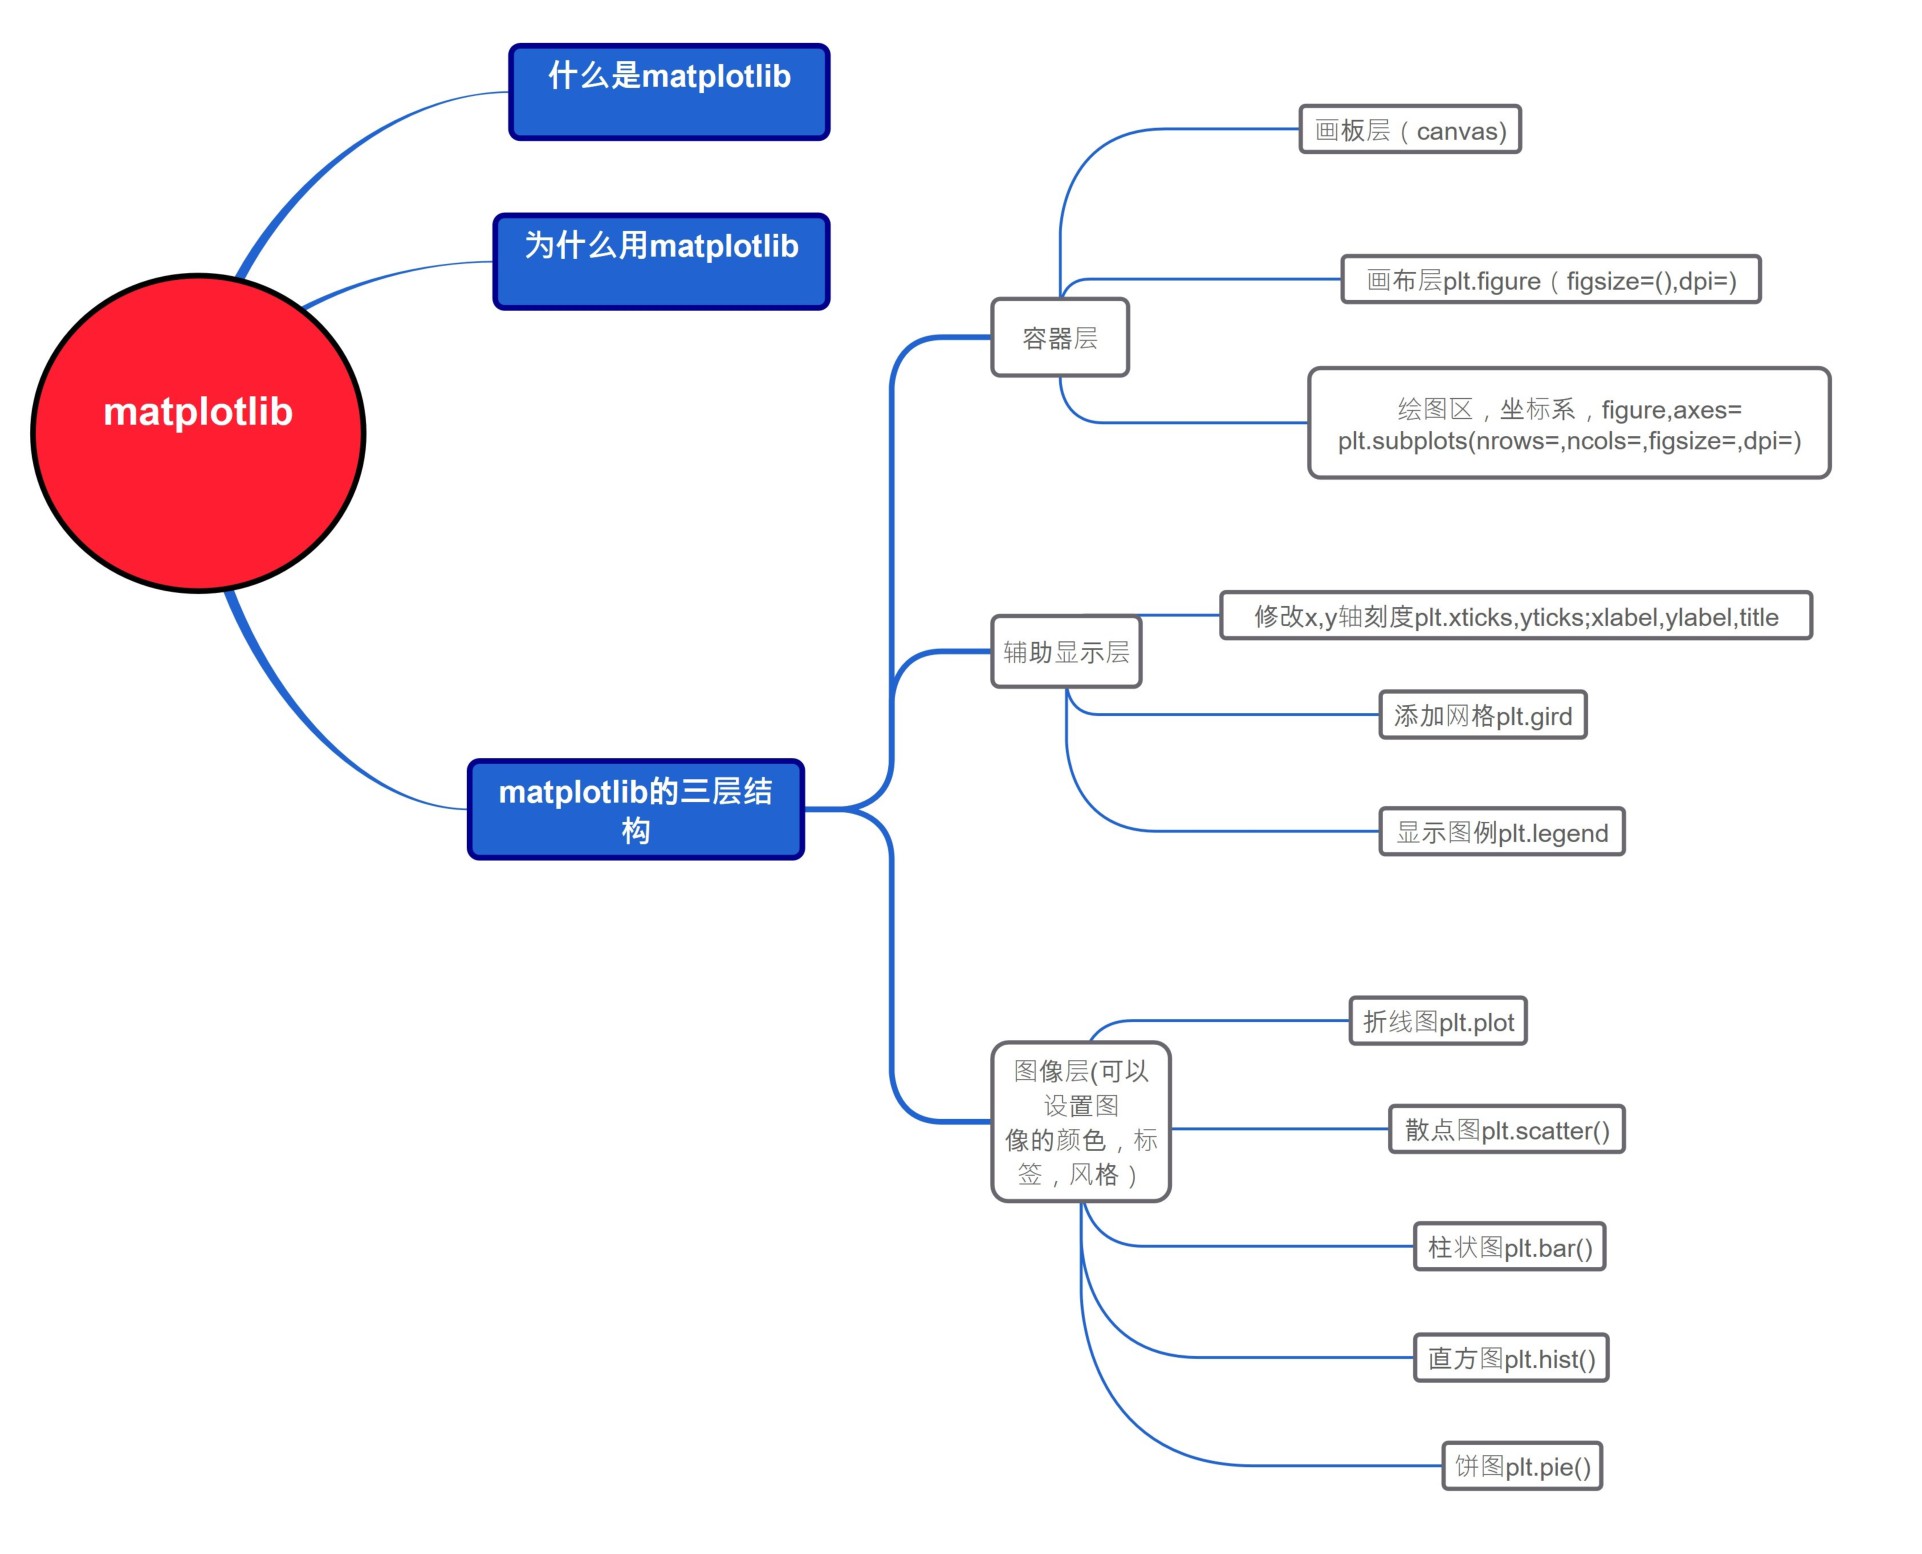 matplotlib
什么是matplotlib
为什么用matplotlib
matplotlib的三层结
构
容器层
画板层（canvas)
画布层plt.figure（figsize=(),dpi=)
绘图区，坐标系，figure,axes=
plt.subplots(nrows=,ncols=,figsize=,dpi=)
辅助显示层
修改x,y轴刻度plt.xticks,yticks;xlabel,ylabel,title
添加网格plt.gird
显示图例plt.legend
图像层(可以
设置图
像的颜色，标
签，风格）
折线图plt.plot
散点图plt.scatter()
柱状图plt.bar()
直方图plt.hist()
饼图plt.pie()